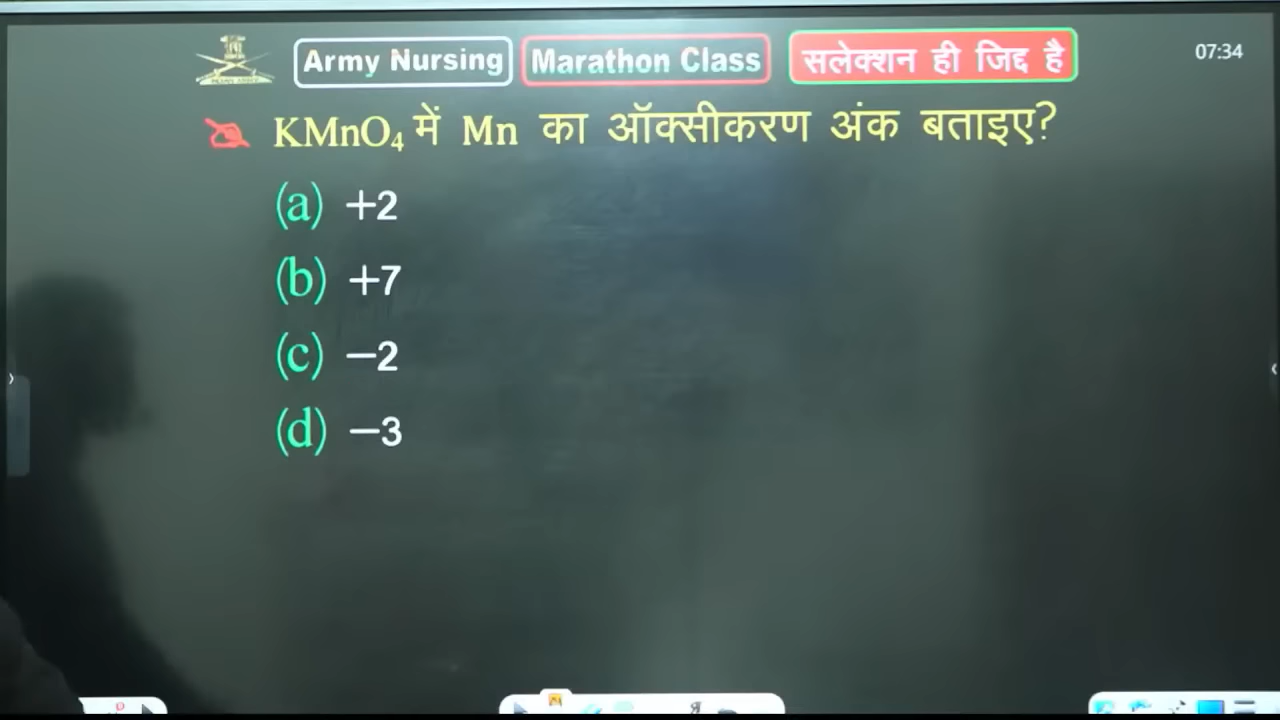 Army Nursing Marathon Class सलेक्शन ही जिद्द है 07:34
KMnO₄ में Mn का ऑक्सीकरण अंक बताइए?
(a) +2
(b) +7
(c) −2
(d) −3